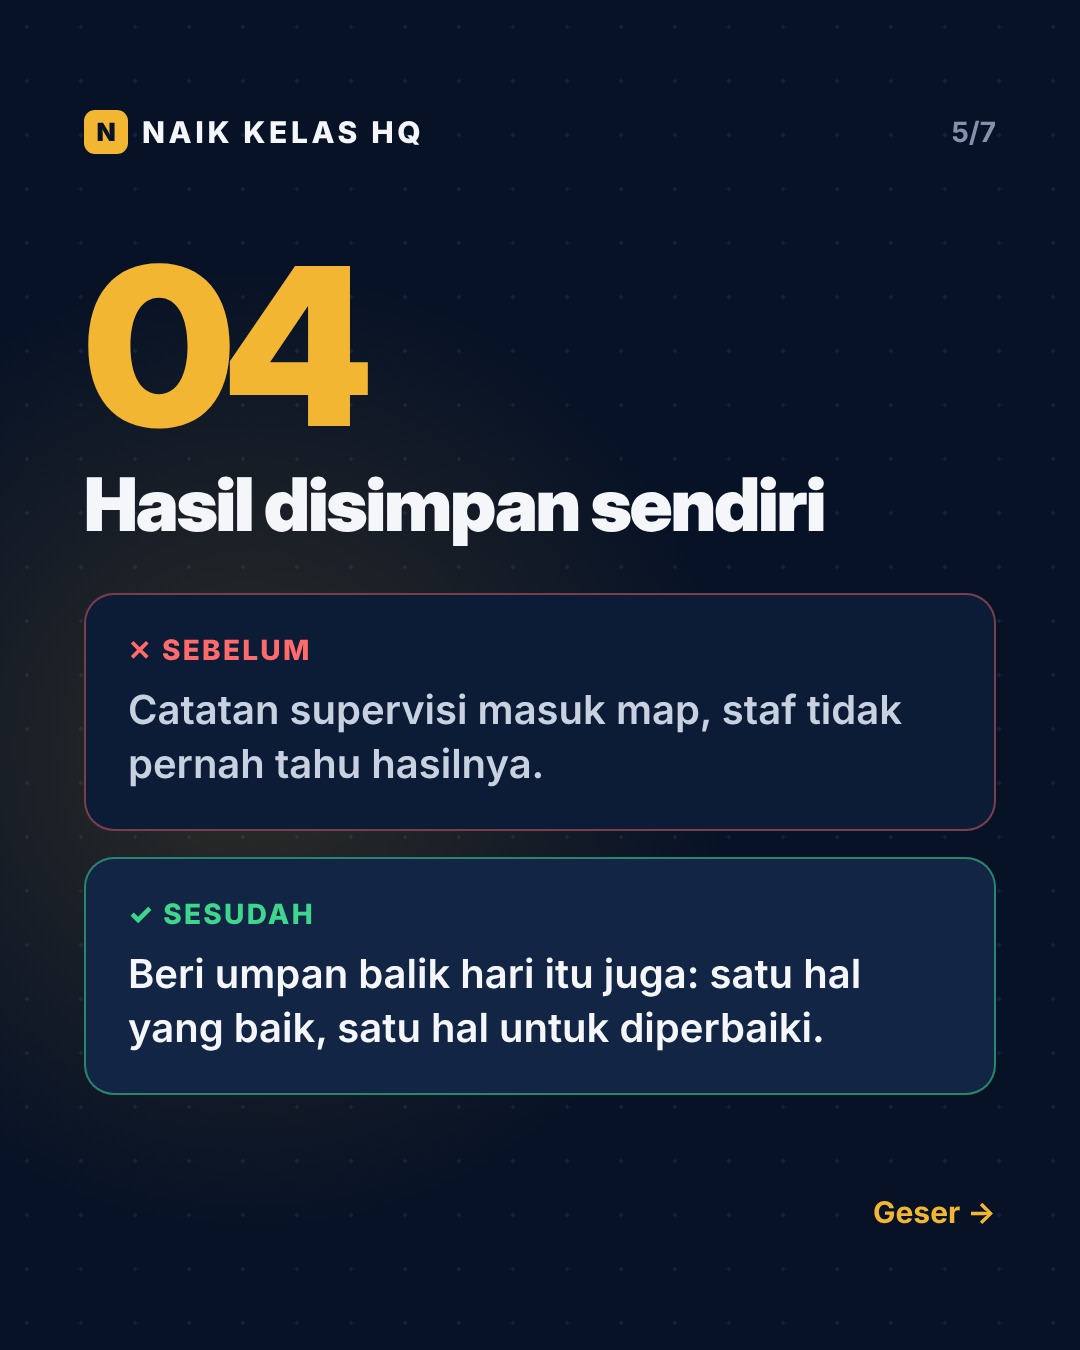 N NAIK KELAS HQ
5/7
04
Hasil disimpan sendiri
✕ SEBELUM
Catatan supervisi masuk map, staf tidak
pernah tahu hasilnya.
✓ SESUDAH
Beri umpan balik hari itu juga: satu hal
yang baik, satu hal untuk diperbaiki.
Geser →